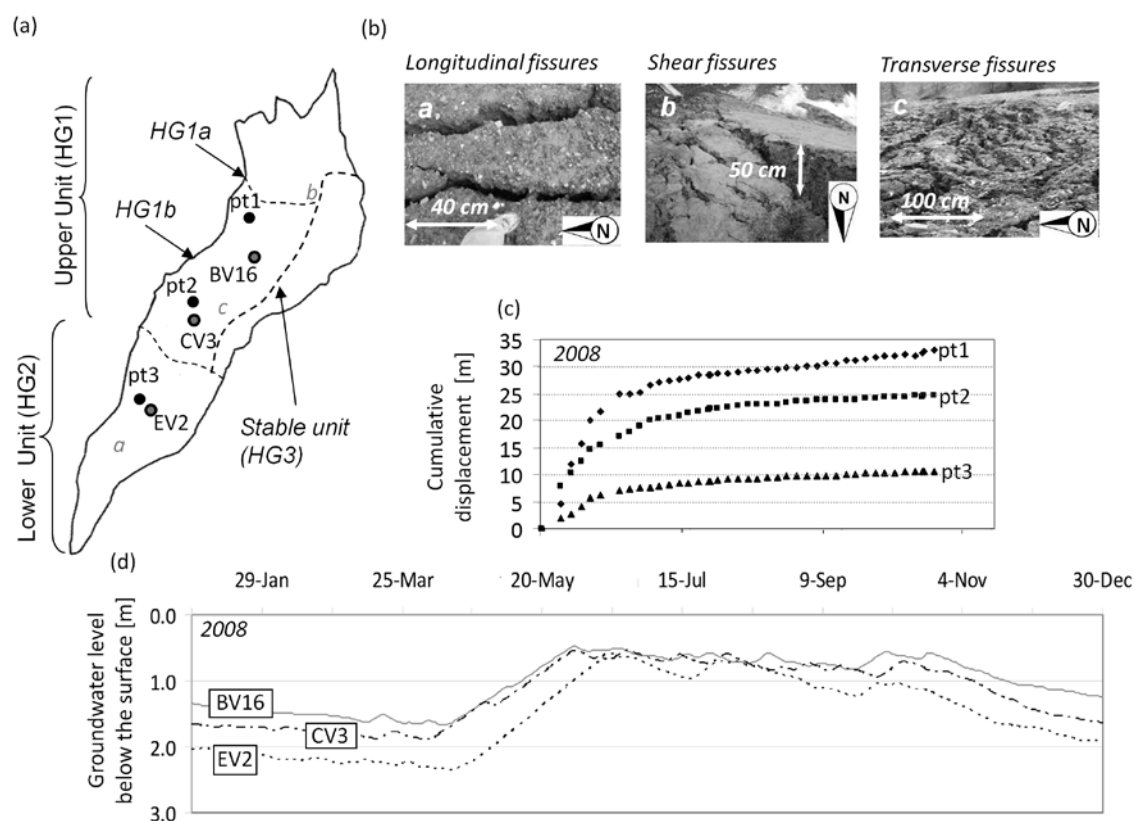 (a)
Upper Unit (HG1)
Lower Unit (HG2)
HG1a
HG1b
pt1
b
BV16
pt2
c
CV3
pt3
EV2
a
Stable unit
(HG3)
(b)
Longitudinal fissures
Shear fissures
Transverse fissures
a
40 cm
N
b
50 cm
N
c
100 cm
N
(c)
Cumulative
displacement [m]
35
30
25
20
15
10
5
0
2008
pt1
pt2
pt3
(d)
29-Jan
25-Mar
20-May
15-Jul
9-Sep
4-Nov
30-Dec
Groundwater level
below the surface [m]
0.0
1.0
2.0
3.0
2008
BV16
CV3
EV2